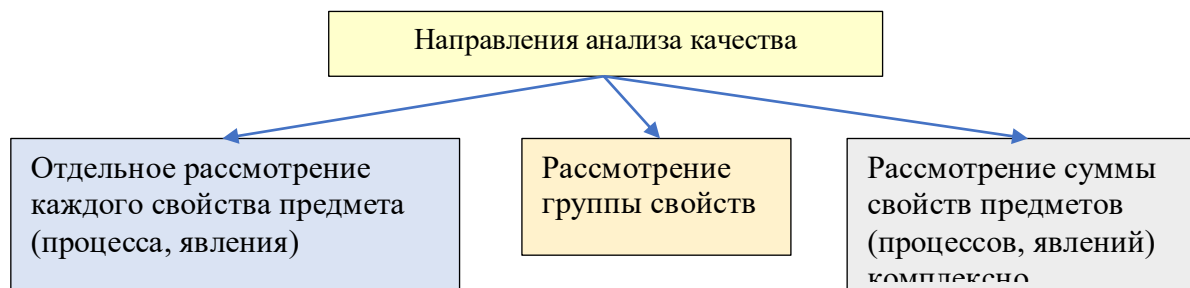 Направления анализа качества
Отдельное рассмотрение
каждого свойства предмета
(процесса, явления)
Рассмотрение
группы свойств
Рассмотрение суммы
свойств предметов
(процессов, явлений)
комплексно